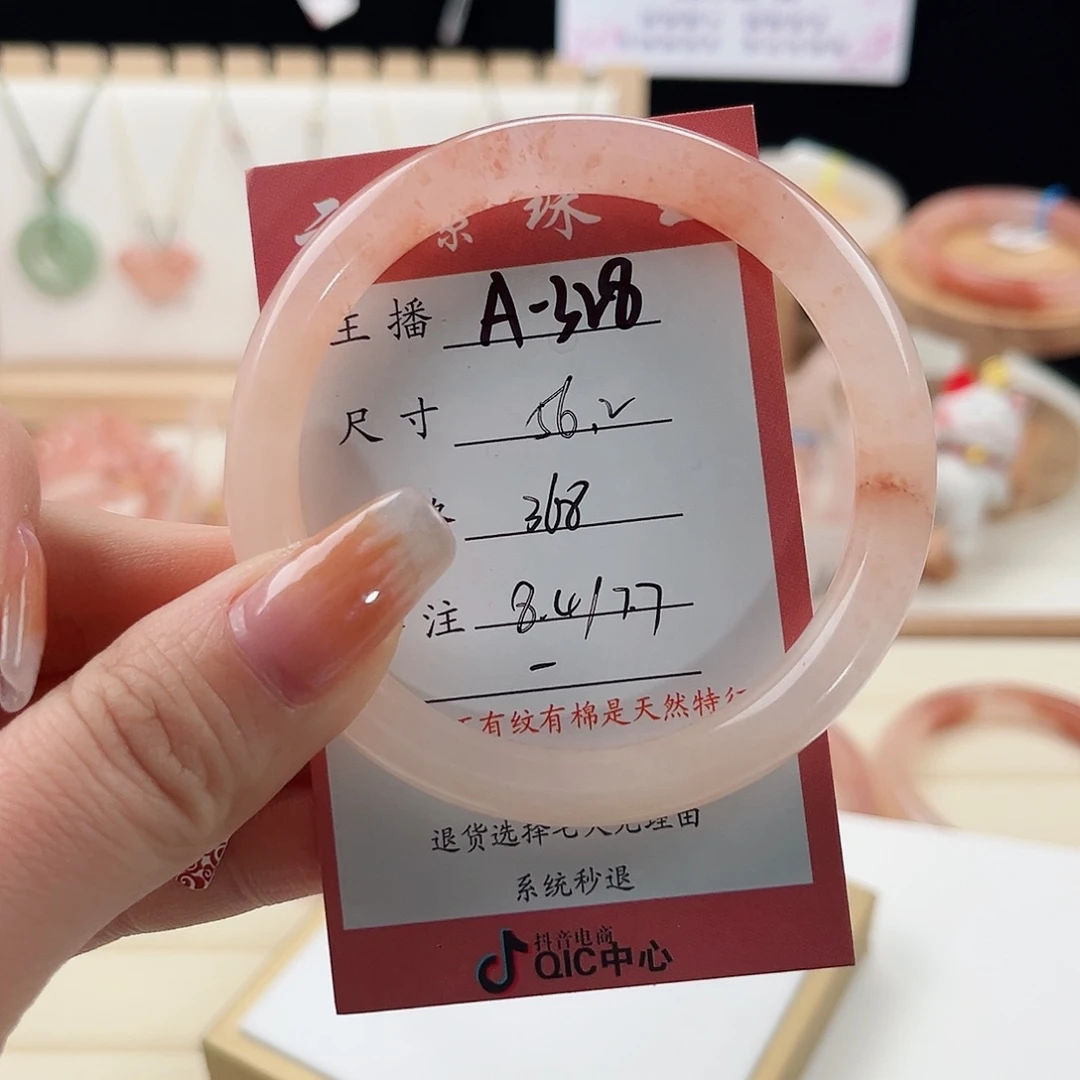 珠
主播 A-328
尺寸 56.2
368
注 8.4/7.7
-
有纹有棉是天然特
退货选择七天无理由
系统秒退
抖音电商
QIC中心